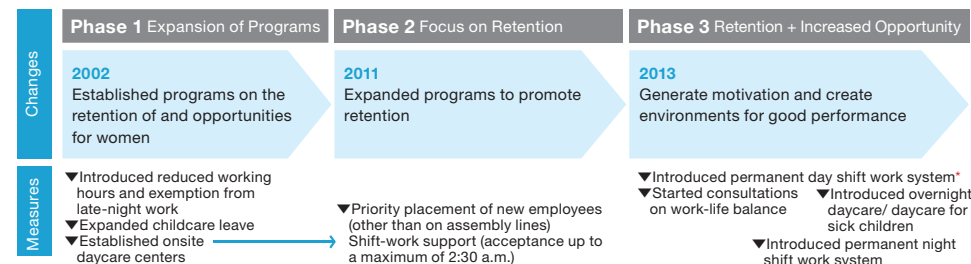 Phase 1 Expansion of Programs
Phase 2 Focus on Retention
Phase 3 Retention + Increased Opportunity
Changes
2002
Established programs on the
retention of and opportunities
for women
2011
Expanded programs to promote
retention
2013
Generate motivation and create
environments for good performance
Measures
▼Introduced reduced working
hours and exemption from
late-night work
▼Expanded childcare leave
▼Established onsite
daycare centers
▼Priority placement of new employees
(other than on assembly lines)
Shift-work support (acceptance up to
a maximum of 2:30 a.m.)
▼Introduced permanent day shift work system*
▼Started consultations
on work-life balance
▼Introduced overnight
daycare/ daycare for
sick children
▼Introduced permanent night
shift work system